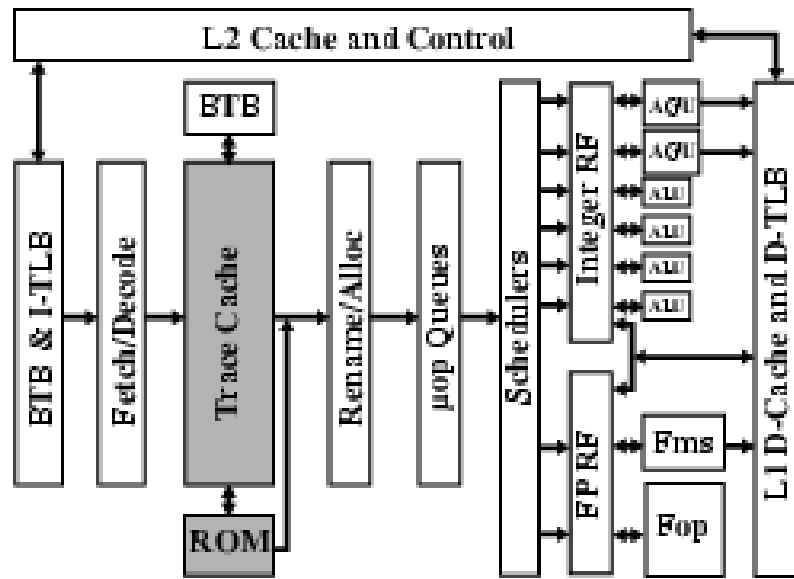 L2 Cache and Control
BTB
BTB & I-TLB
Fetch/Decode
Trace Cache
ROM
Rename/Alloc
µop Queues
Schedulers
Integer RF
FP RF
AGU
AGU
ALU
ALU
ALU
ALU
Fms
Fop
L1 D-Cache and D-TLB